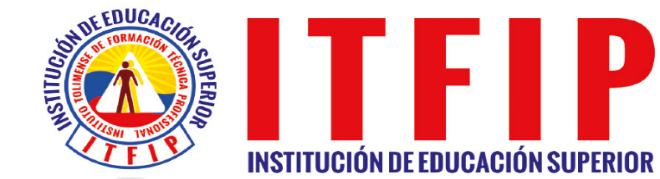 INSTITUCIÓN DE EDUCACIÓN SUPERIOR
INSTITUTO TOLIMENSE DE FORMACIÓN TÉCNICA PROFESIONAL
ITFIP
ITFIP
INSTITUCIÓN DE EDUCACIÓN SUPERIOR